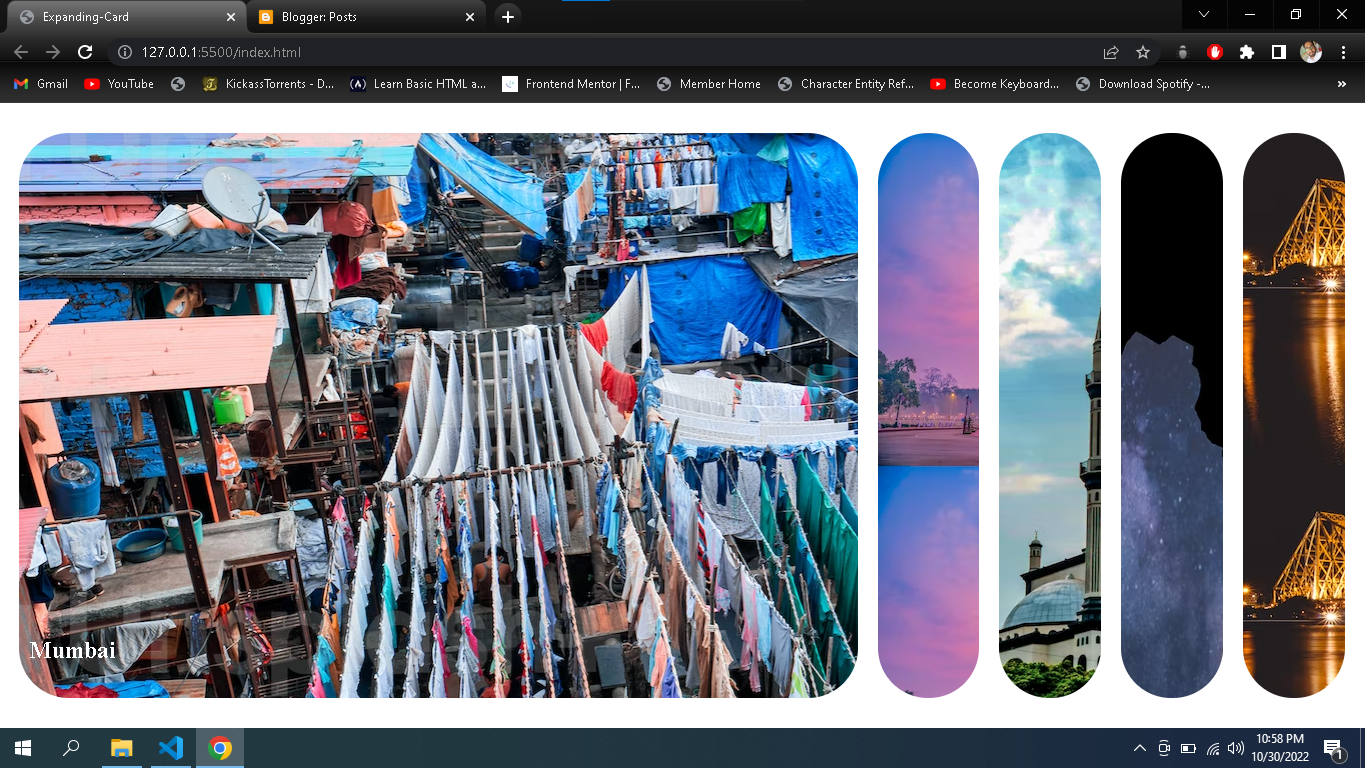 Expanding-Card
Blogger: Posts
127.0.0.1:5500/index.html
Gmail
YouTube
KickassTorrents - D...
Learn Basic HTML a...
Frontend Mentor | F...
Member Home
Character Entity Ref...
Become Keyboard...
Download Spotify -...
»
Mumbai
10:58 PM
10/30/2022
1